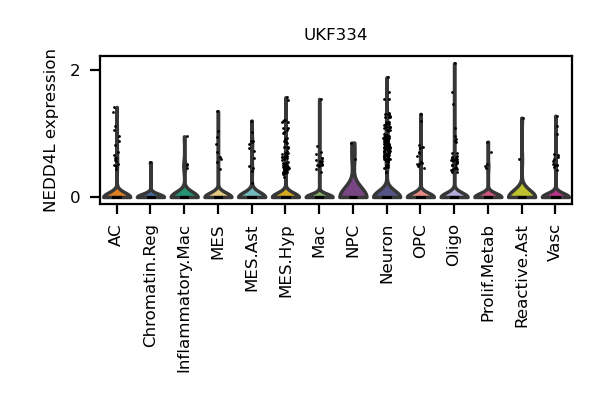 UKF334
NEDD4L expression
2
0
AC
Chromatin.Reg
Inflammatory.Mac
MES
MES.Ast
MES.Hyp
Mac
NPC
Neuron
OPC
Oligo
Prolif.Metab
Reactive.Ast
Vasc